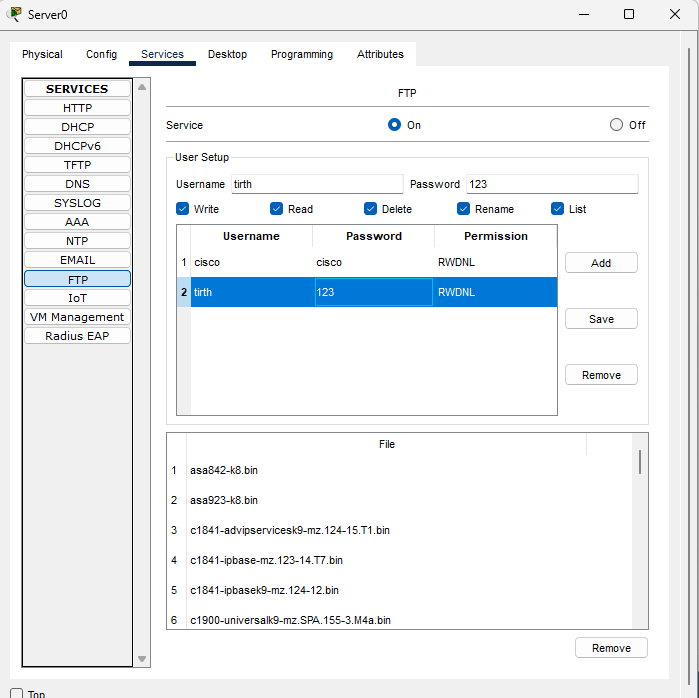 Server0
Physical Config Services Desktop Programming Attributes
SERVICES
HTTP
DHCP
DHCPv6
TFTP
DNS
SYSLOG
AAA
NTP
EMAIL
FTP
IoT
VM Management
Radius EAP
FTP
Service On Off
User Setup
Username tirth Password 123
Write Read Delete Rename List
Username Password Permission
1 cisco cisco RWDNL
2 tirth 123 RWDNL
Add
Save
Remove
File
1 asa842-k8.bin
2 asa923-k8.bin
3 c1841-advipservicesk9-mz.124-15.T1.bin
4 c1841-ipbase-mz.123-14.T7.bin
5 c1841-ipbasek9-mz.124-12.bin
6 c1900-universalk9-mz.SPA.155-3.M4a.bin
Remove
Top